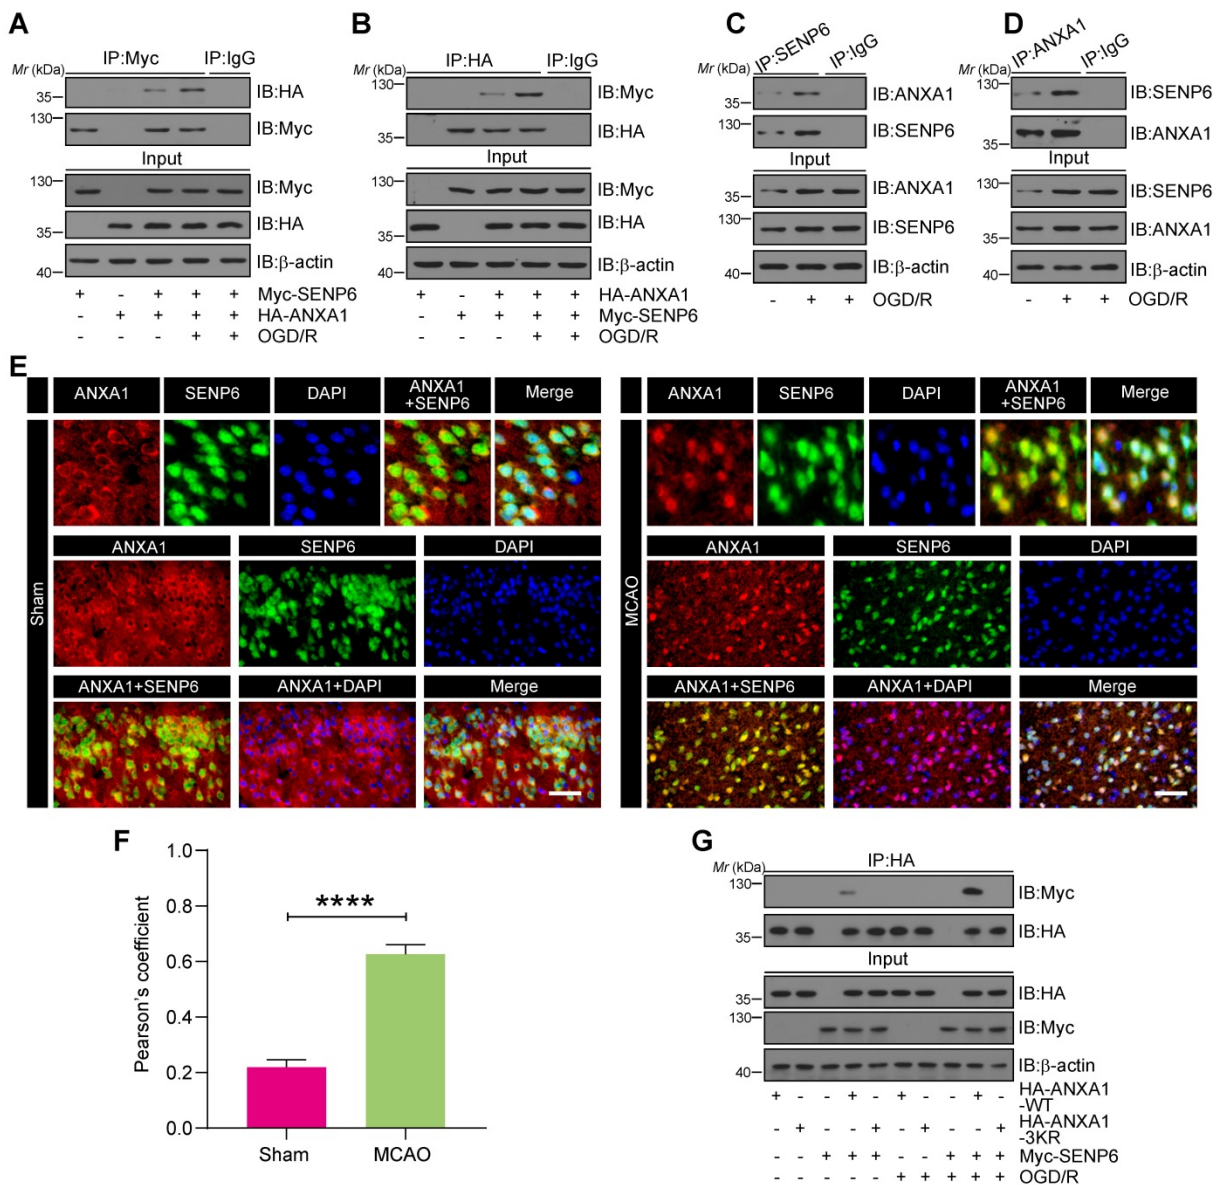 A
IP:Myc IP:IgG
Mr (kDa)
35 IB:HA
130 IB:Myc
Input
130 IB:Myc
35 IB:HA
40 IB:β-actin
+ - + + + Myc-SENP6
- + + + + HA-ANXA1
- - - + + OGD/R
B
IP:HA IP:IgG
Mr (kDa)
130 IB:Myc
35 IB:HA
Input
130 IB:Myc
35 IB:HA
40 IB:β-actin
+ - + + + HA-ANXA1
- + + + + Myc-SENP6
- - - + + OGD/R
C
IP:SENP6 IP:IgG
Mr (kDa)
35 IB:ANXA1
130 IB:SENP6
Input
35 IB:ANXA1
130 IB:SENP6
40 IB:β-actin
- + + OGD/R
D
IP:ANXA1 IP:IgG
Mr (kDa)
130 IB:SENP6
35 IB:ANXA1
Input
130 IB:SENP6
35 IB:ANXA1
40 IB:β-actin
- + + OGD/R
E
Sham
ANXA1 SENP6 DAPI ANXA1 +SENP6 Merge
ANXA1 SENP6 DAPI
ANXA1+SENP6 ANXA1+DAPI Merge
MCAO
ANXA1 SENP6 DAPI ANXA1 +SENP6 Merge
ANXA1 SENP6 DAPI
ANXA1+SENP6 ANXA1+DAPI Merge
F
Pearson's coefficient
1.0
0.8
0.6
0.4
0.2
0.0
****
Sham MCAO
G
IP:HA
Mr (kDa)
130 IB:Myc
35 IB:HA
Input
35 IB:HA
130 IB:Myc
40 IB:β-actin
+ - - + - + - - + - HA-ANXA1
-WT
- + - - + - + - - + HA-ANXA1
-3KR
- - + + + - - + + + Myc-SENP6
- - - - - + + + + + OGD/R